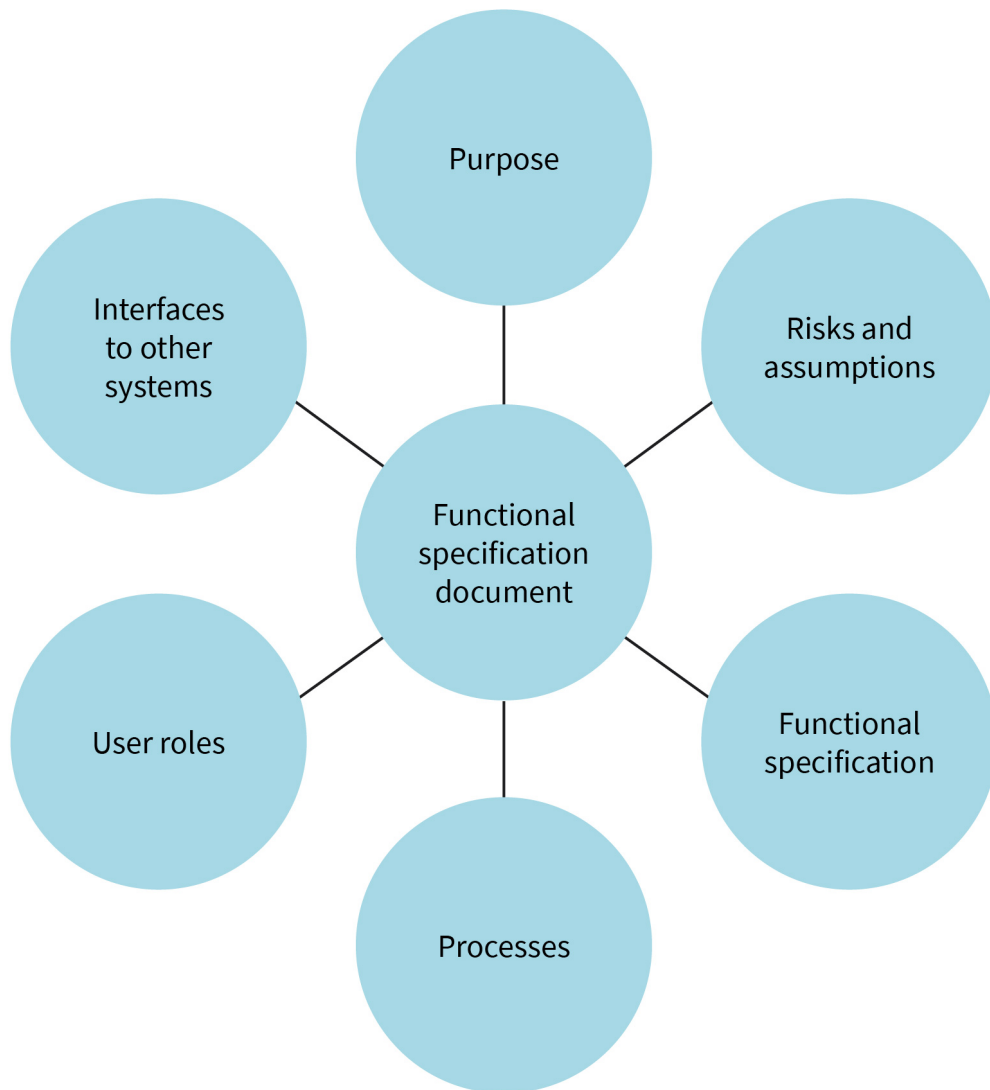 Purpose
Interfaces
to other
systems
Risks and
assumptions
Functional
specification
document
User roles
Functional
specification
Processes